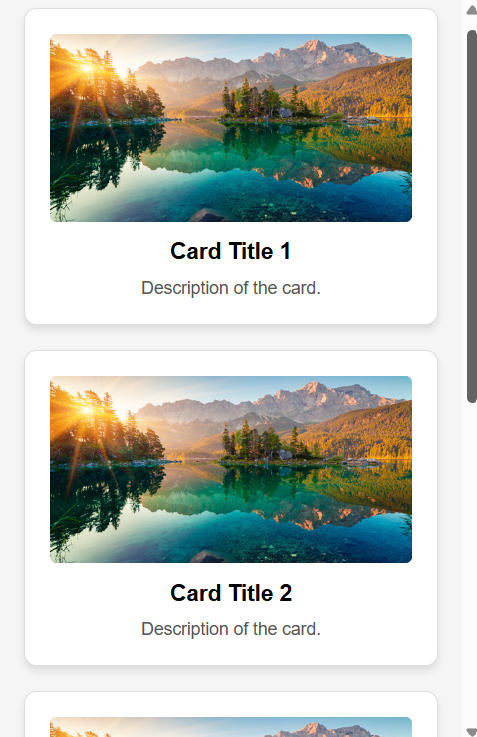 Card Title 1
Description of the card.
Card Title 2
Description of the card.